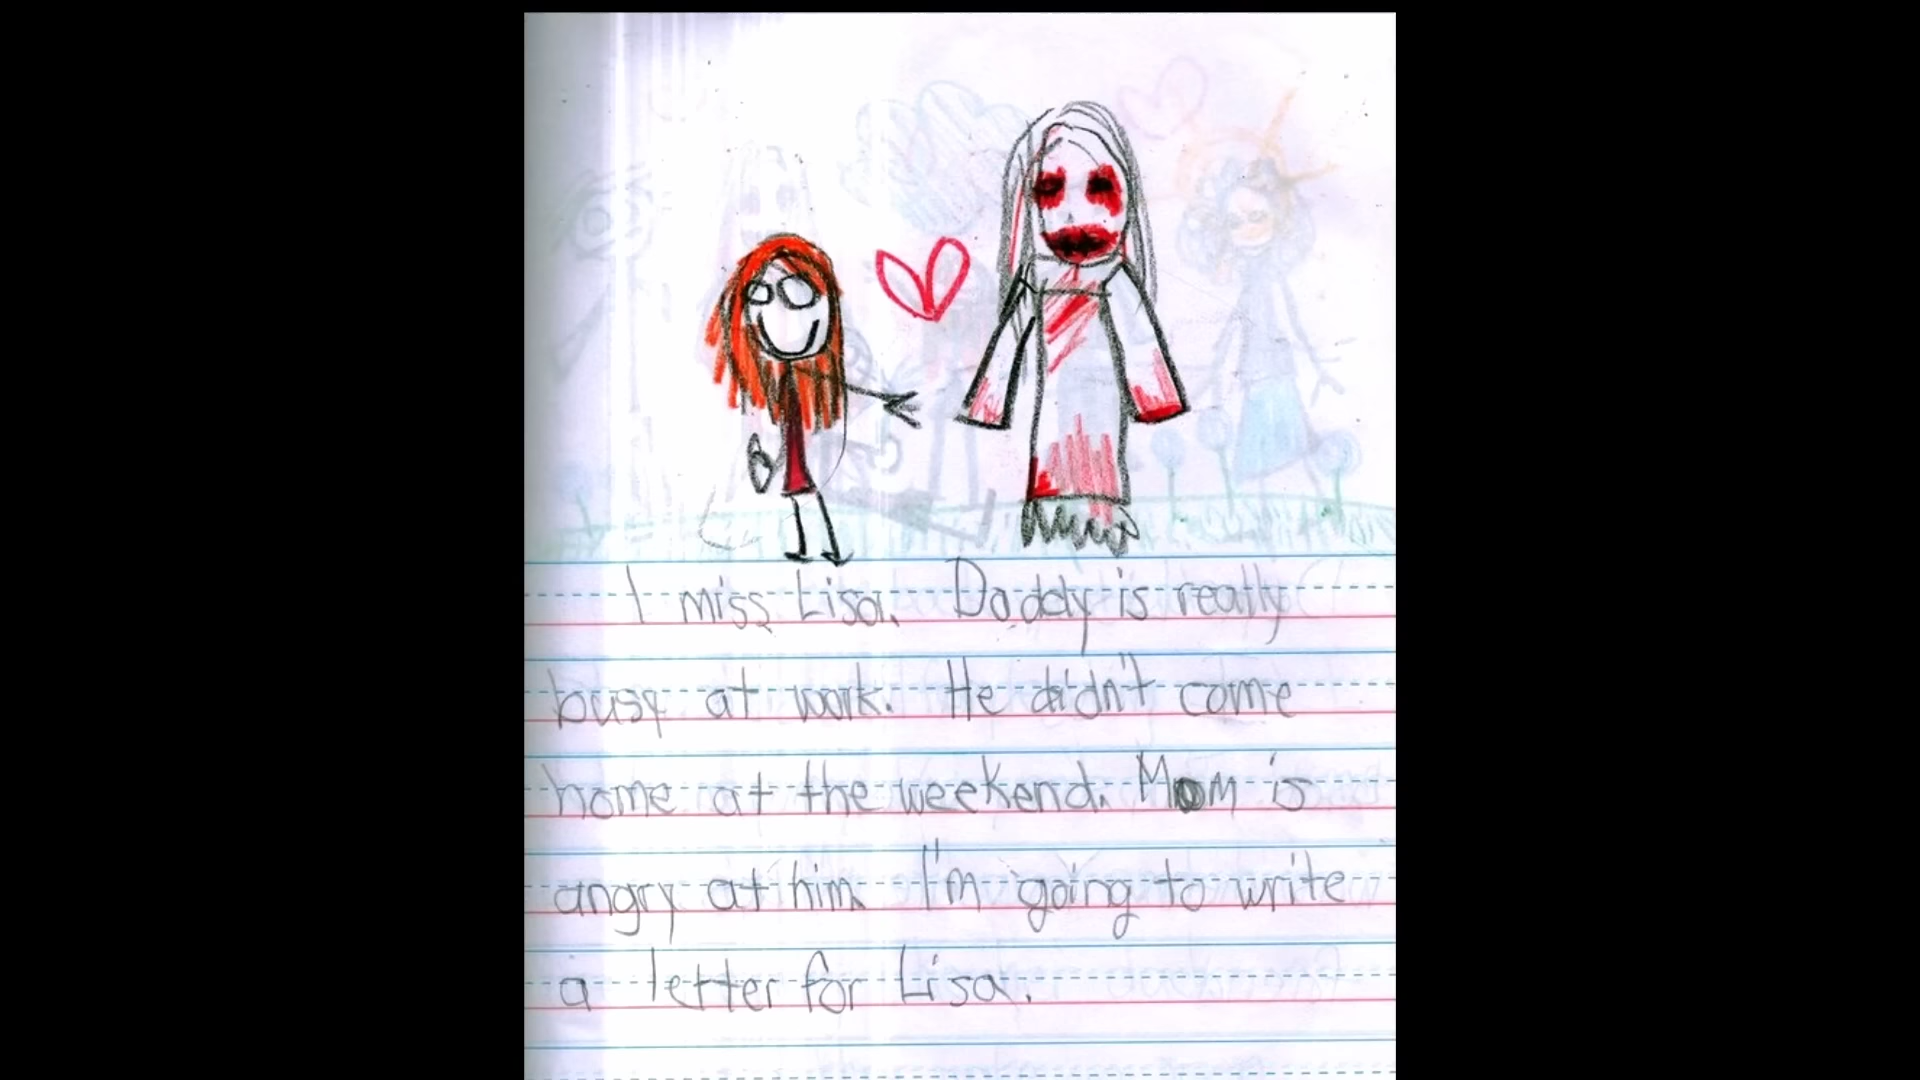 I miss Lisa. Daddy is really
busy at work. He didn't come
home at the weekend. Mom is
angry at him. I'm going to write
a letter for Lisa.